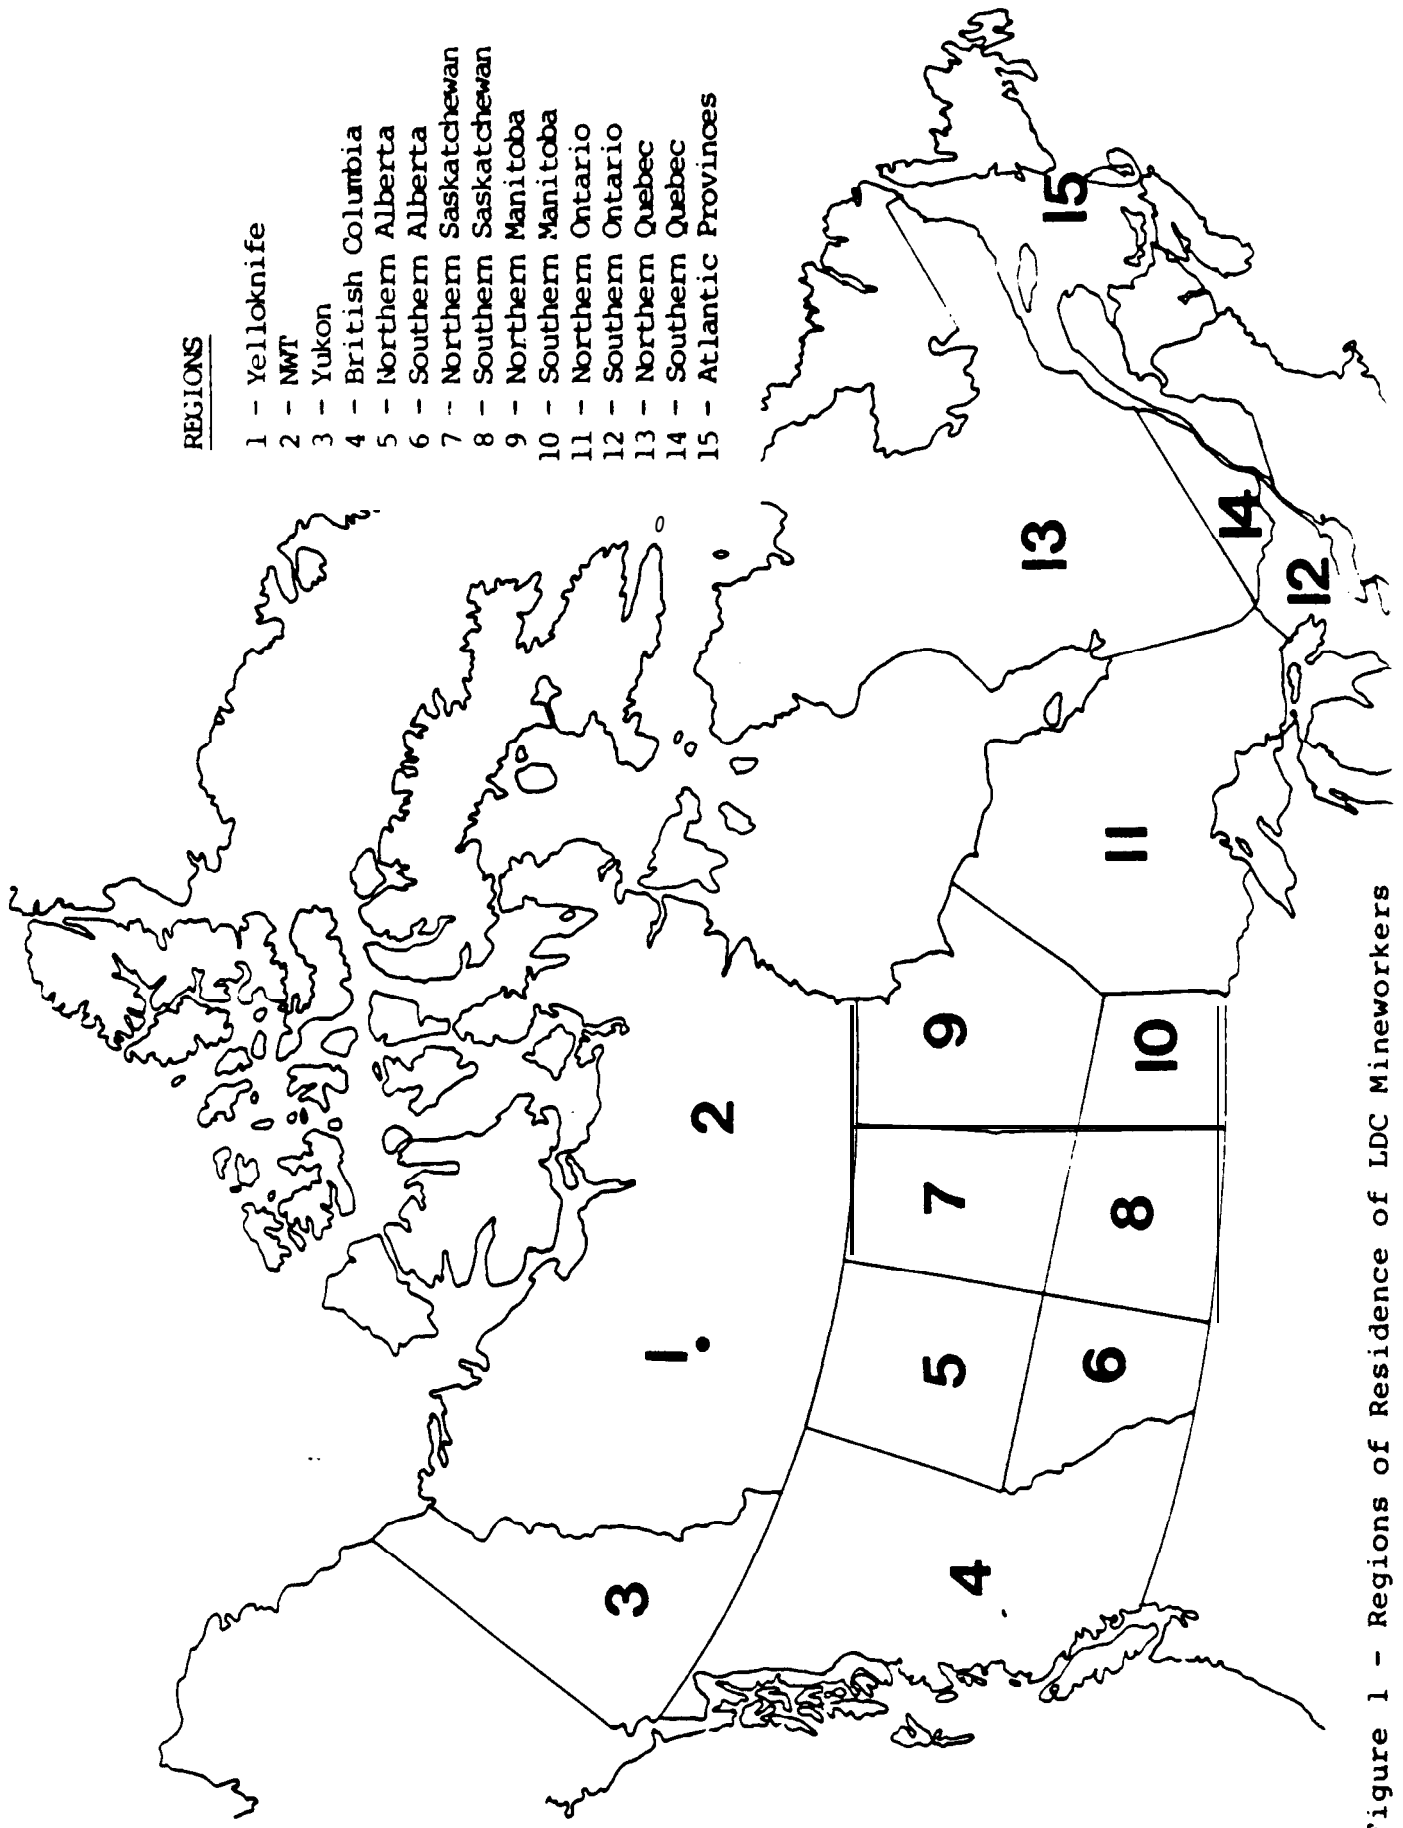 REGIONS
1 - Yelloknife
2 - NWT
3 - Yukon
4 - British Columbia
5 - Northern Alberta
6 - Southern Alberta
7 - Northern Saskatchewan
8 - Southern Saskatchewan
9 - Northern Manitoba
10 - Southern Manitoba
11 - Northern Ontario
12 - Southern Ontario
13 - Northern Quebec
14 - Southern Quebec
15 - Atlantic Provinces
1
2
3
4
5
6
7
8
9
10
11
12
13
14
15
igure 1 - Regions of Residence of LDC Mineworkers